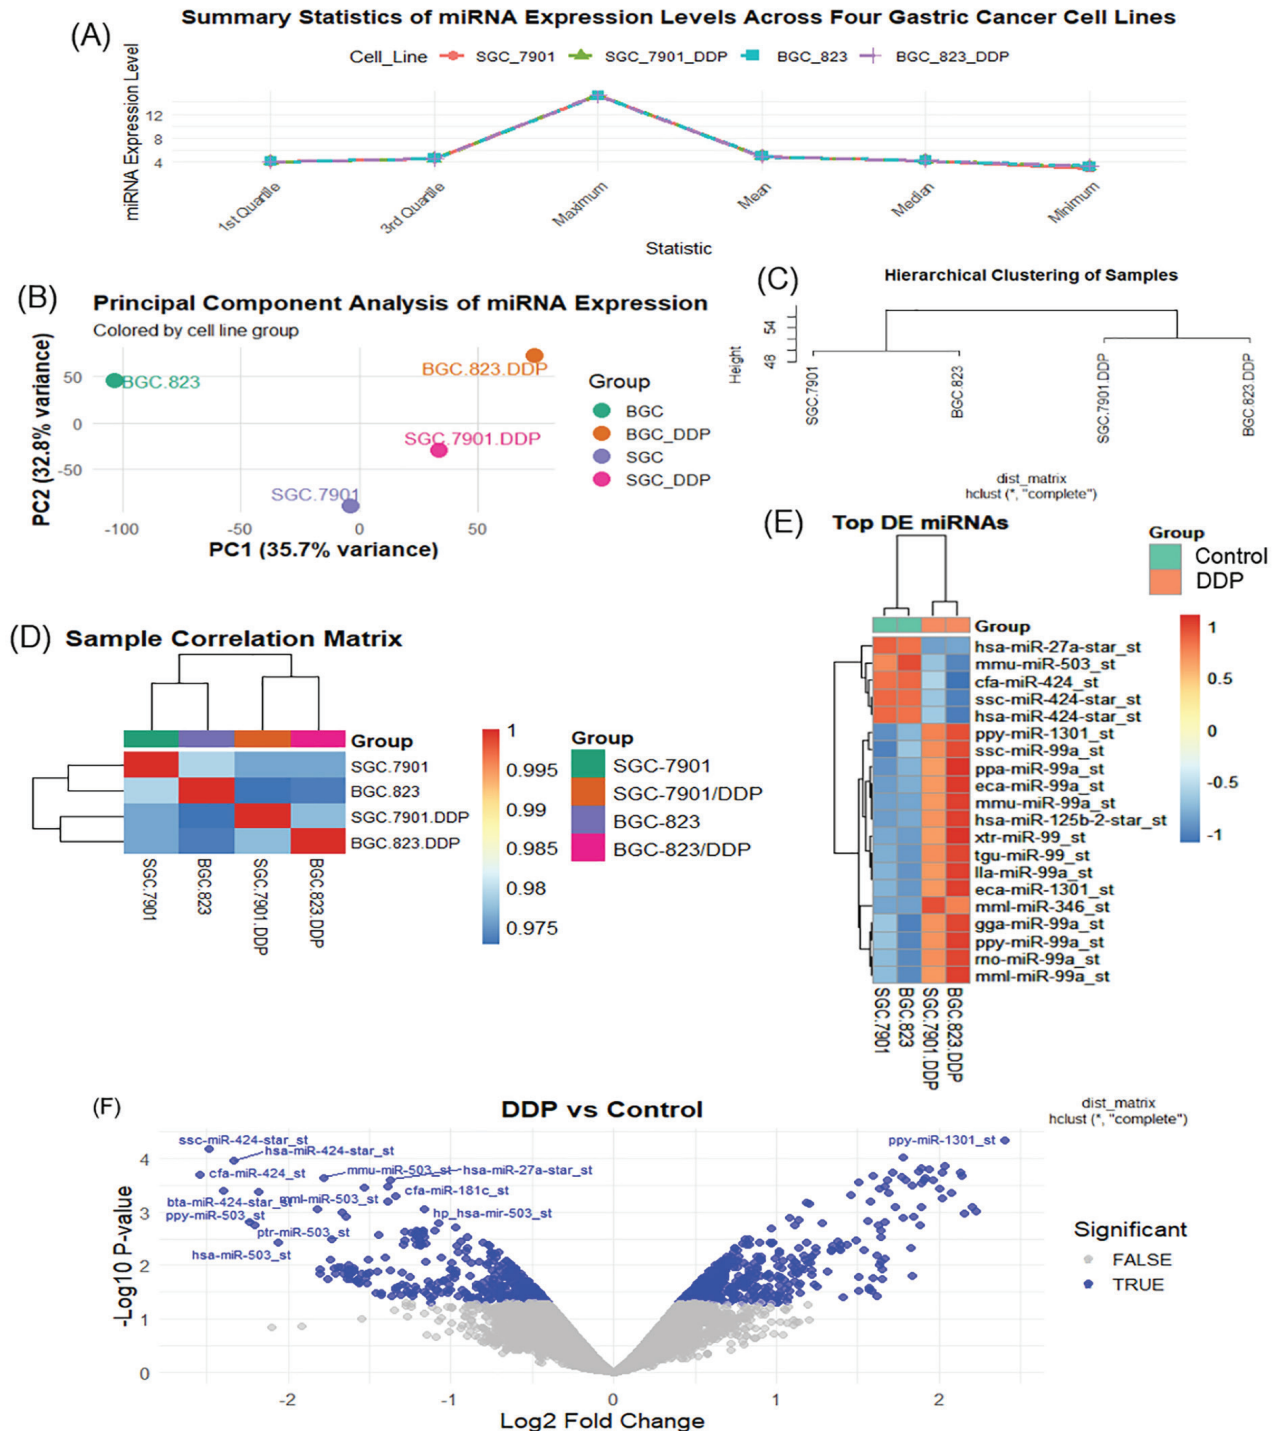 (A)
Summary Statistics of miRNA Expression Levels Across Four Gastric Cancer Cell Lines
Cell_Line SGC_7901 SGC_7901_DDP BGC_823 BGC_823_DDP
miRNA Expression Level
12
8
4
1st Quartile
3rd Quartile
Maximum
Mean
Median
Minimum
Statistic
(B)
Principal Component Analysis of miRNA Expression
Colored by cell line group
PC2 (32.8% variance)
50
0
-50
BGC.823
BGC.823.DDP
SGC.7901.DDP
SGC.7901
-100
-50
0
50
PC1 (35.7% variance)
Group
BGC
BGC_DDP
SGC
SGC_DDP
(C)
Hierarchical Clustering of Samples
Height
54
48
SGC.7901
BGC.823
SGC.7901.DDP
BGC.823.DDP
dist_matrix
hclust (*, "complete")
(D) Sample Correlation Matrix
Group
SGC.7901
BGC.823
SGC.7901.DDP
BGC.823.DDP
SGC.7901
BGC.823
SGC.7901.DDP
BGC.823.DDP
1
0.995
0.99
0.985
0.98
0.975
Group
SGC-7901
SGC-7901/DDP
BGC-823
BGC-823/DDP
(E)
Top DE miRNAs
Group
Control
DDP
Group
hsa-miR-27a-star_st
mmu-miR-503_st
cfa-miR-424_st
ssc-miR-424-star_st
hsa-miR-424-star_st
ppy-miR-1301_st
ssc-miR-99a_st
ppa-miR-99a_st
eca-miR-99a_st
mmu-miR-99a_st
hsa-miR-125b-2-star_st
xtr-miR-99_st
tgu-miR-99_st
lla-miR-99a_st
eca-miR-1301_st
mml-miR-346_st
gga-miR-99a_st
ppy-miR-99a_st
rno-miR-99a_st
mml-miR-99a_st
SGC.7901
BGC.823
SGC.7901.DDP
BGC.823.DDP
1
0.5
0
-0.5
-1
dist_matrix
hclust (*, "complete")
(F)
DDP vs Control
-Log10 P-value
4
3
2
1
0
ssc-miR-424-star_st
hsa-miR-424-star_st
cfa-miR-424_st
mmu-miR-503_st
hsa-miR-27a-star_st
bta-miR-424-star_st
mml-miR-503_st
cfa-miR-181c_st
ppy-miR-503_st
hp_hsa-mir-503_st
ptr-miR-503_st
hsa-miR-503_st
ppy-miR-1301_st
-2
-1
0
1
2
Log2 Fold Change
Significant
FALSE
TRUE